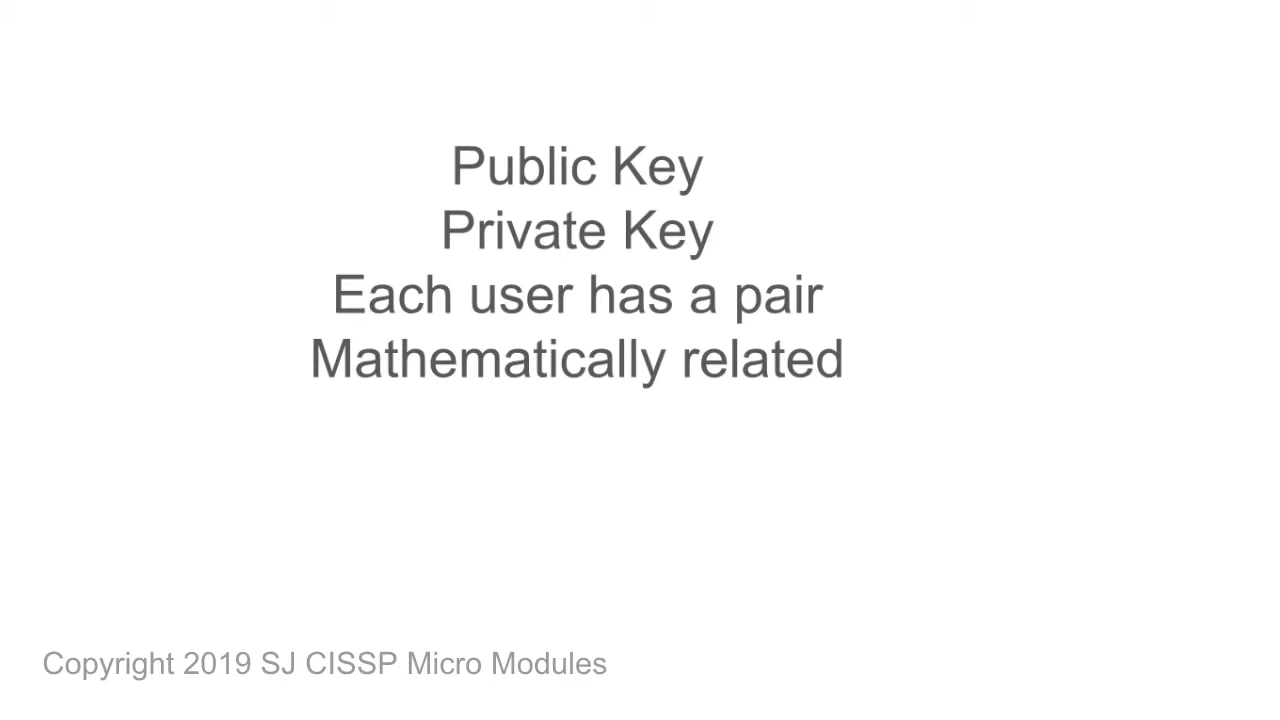 Public Key
Private Key
Each user has a pair
Mathematically related
Copyright 2019 SJ CISSP Micro Modules